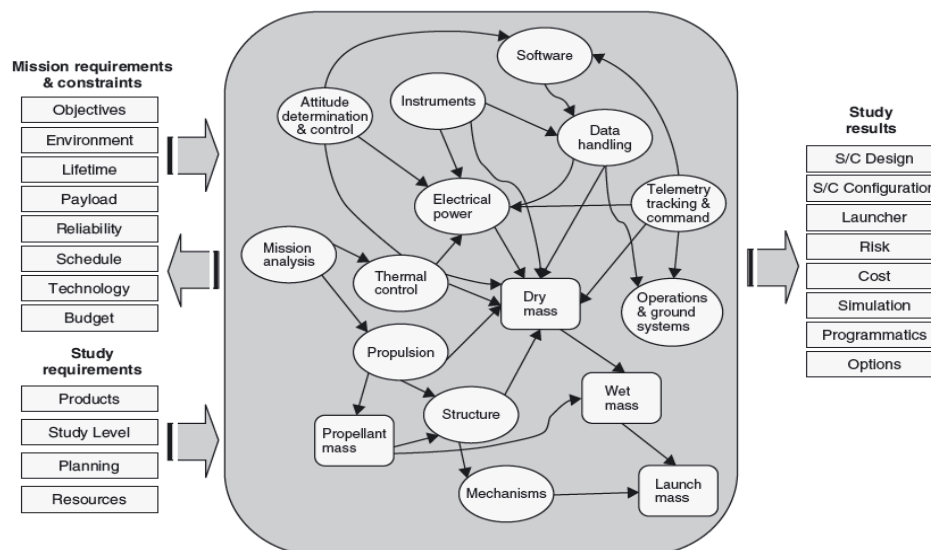 Mission requirements
& constraints
Objectives
Environment
Lifetime
Payload
Reliability
Schedule
Technology
Budget
Study
requirements
Products
Study Level
Planning
Resources
Software
Attitude
determination
& control
Instruments
Data
handling
Electrical
power
Telemetry
tracking &
command
Mission
analysis
Thermal
control
Dry
mass
Operations
& ground
systems
Propulsion
Wet
mass
Structure
Propellant
mass
Mechanisms
Launch
mass
Study
results
S/C Design
S/C Configuration
Launcher
Risk
Cost
Simulation
Programmatics
Options